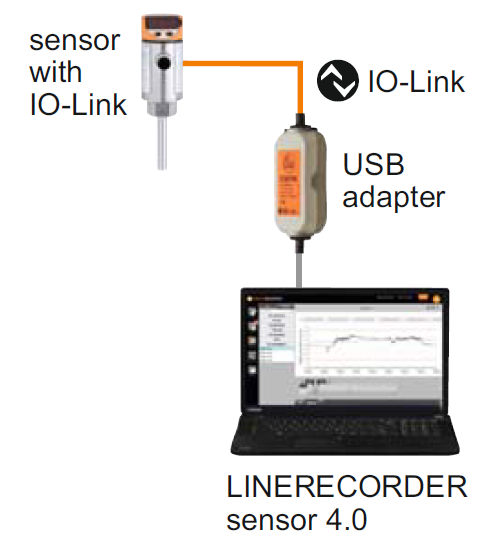 sensor
with
IO-Link
IO-Link
USB
adapter
LINERECORDER
sensor 4.0